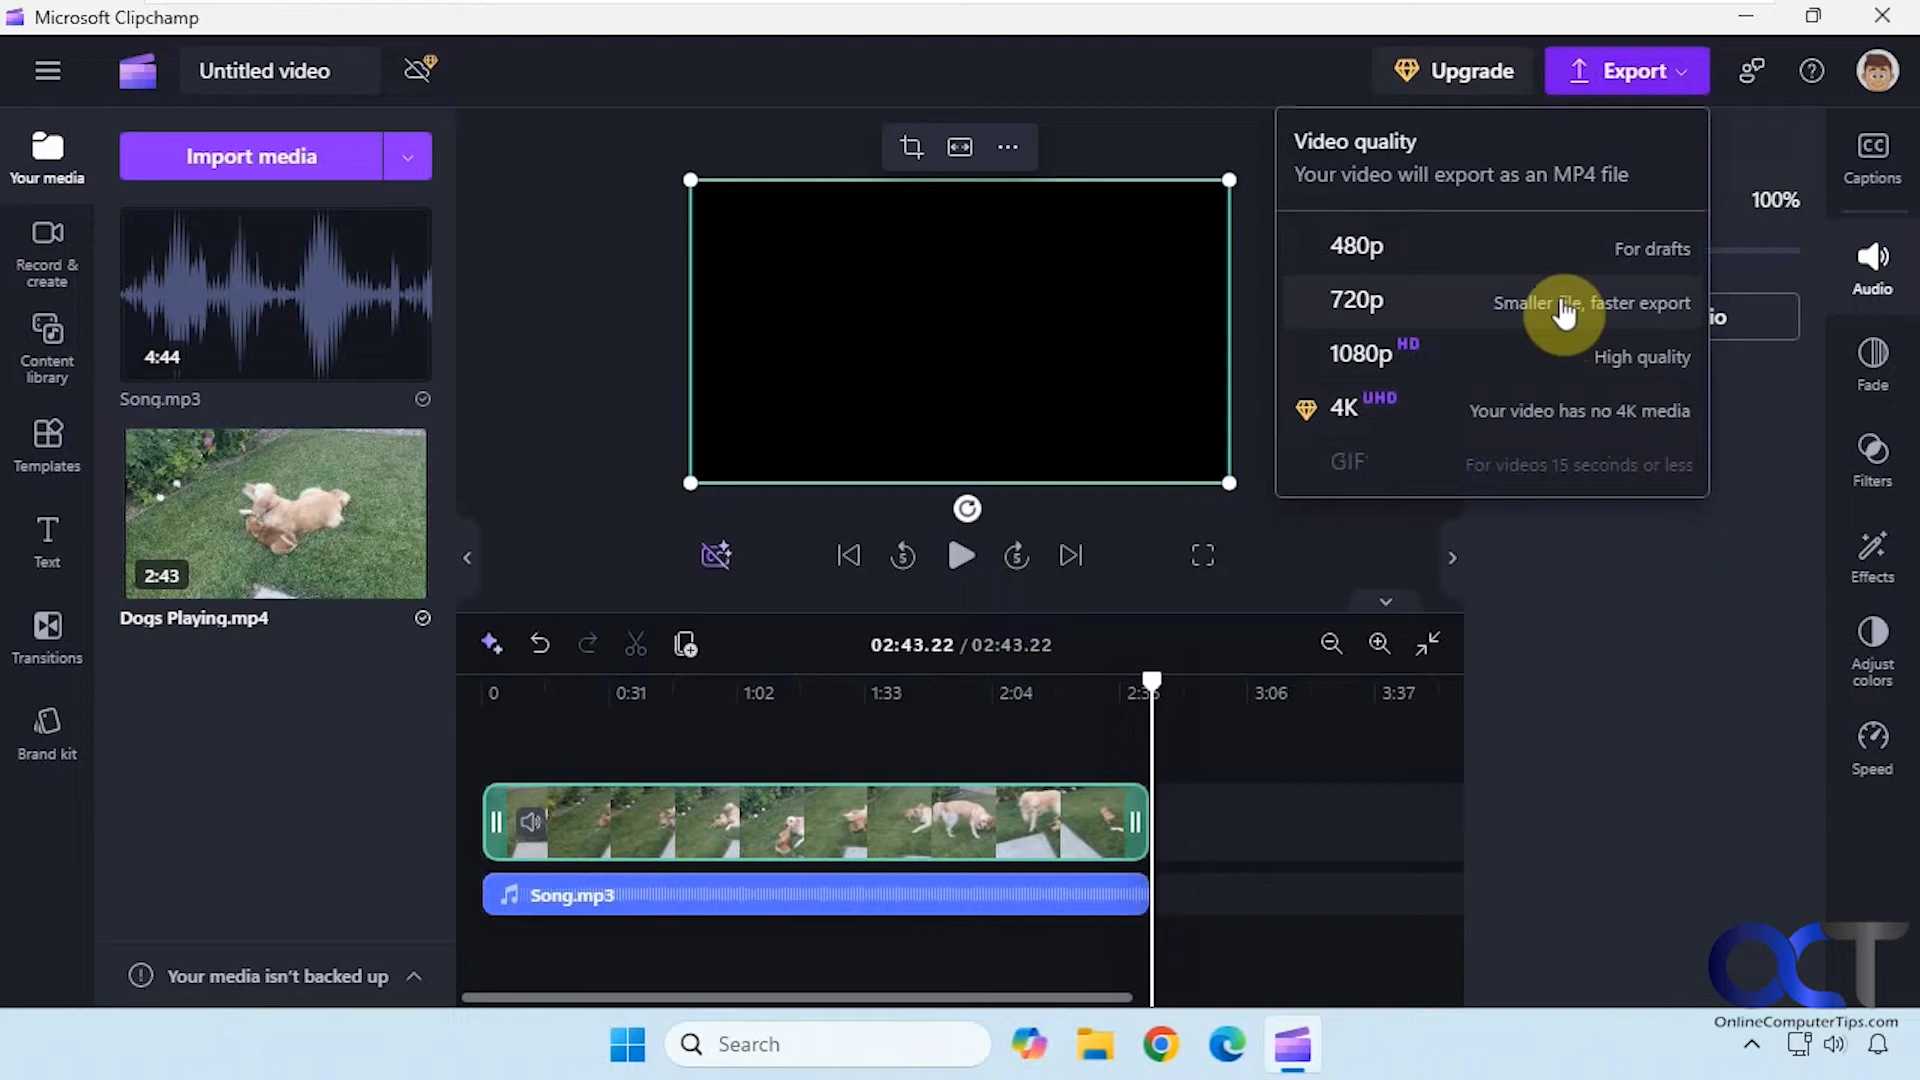 Microsoft Clipchamp
Untitled video
Upgrade
Export
Your media
Record &
create
Content
library
Templates
Text
Transitions
Brand kit
Import media
4:44
Song.mp3
2:43
Dogs Playing.mp4
Your media isn't backed up
Video quality
Your video will export as an MP4 file
480p For drafts
720p Smaller file, faster export
1080p HD High quality
4K UHD Your video has no 4K media
GIF For videos 15 seconds or less
100%
io
CC
Captions
Audio
Fade
Filters
Effects
Adjust
colors
Speed
5
5
02:43.22 / 02:43.22
0 0:31 1:02 1:33 2:04 3:06 3:37
Song.mp3
OCT
OnlineComputerTips.com
Search